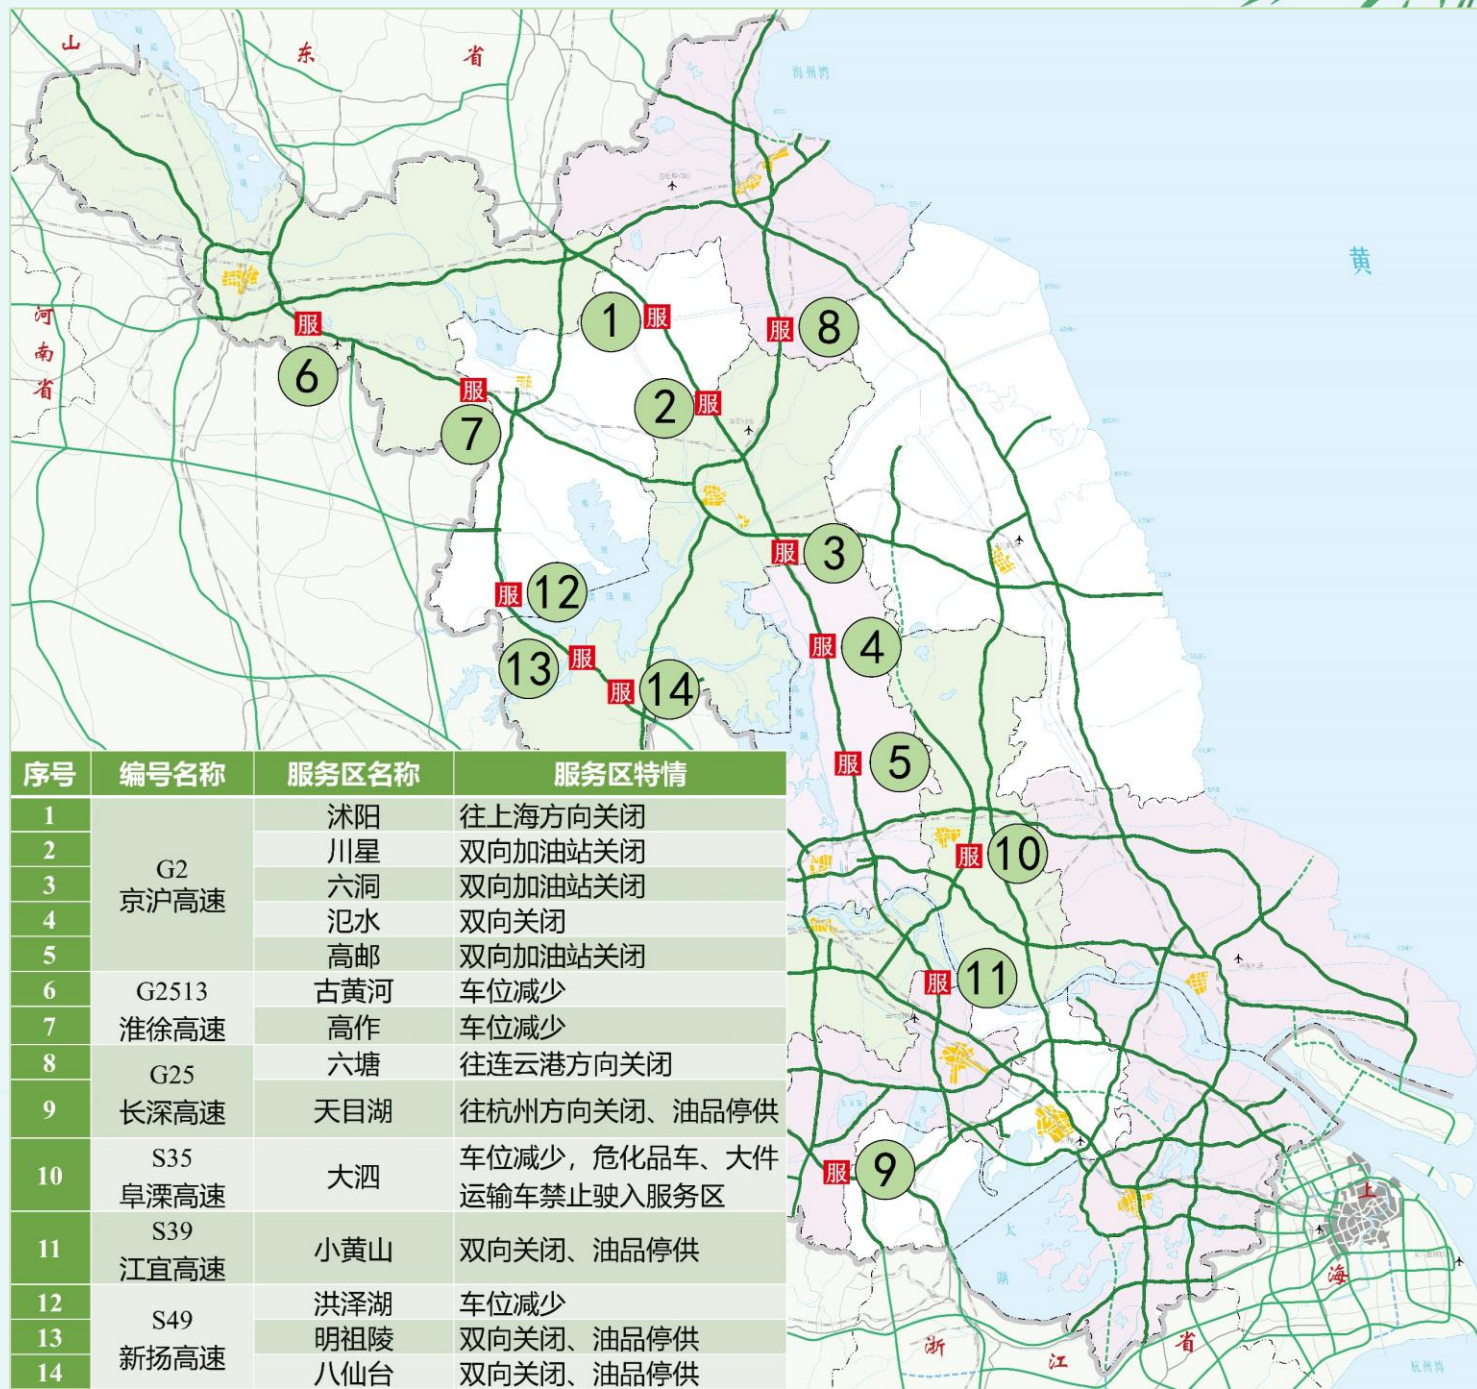 山
东
省
海州湾
黄
河
南
省
服
1
服
8
服
6
服
2
服
7
服
3
服
12
服
4
服
13
服
14
服
5
服
10
服
11
服
9
太
湖
上
海
浙
江
省
杭州湾
序号 编号名称 服务区名称 服务区特情
1 G2 京沪高速 沭阳 往上海方向关闭
2 川星 双向加油站关闭
3 六洞 双向加油站关闭
4 氾水 双向关闭
5 高邮 双向加油站关闭
6 G2513 淮徐高速 古黄河 车位减少
7 高作 车位减少
8 G25 长深高速 六塘 往连云港方向关闭
9 天目湖 往杭州方向关闭、油品停供
10 S35 阜溧高速 大泗 车位减少，危化品车、大件
运输车禁止驶入服务区
11 S39 江宜高速 小黄山 双向关闭、油品停供
12 S49 新扬高速 洪泽湖 车位减少
13 明祖陵 双向关闭、油品停供
14 八仙台 双向关闭、油品停供